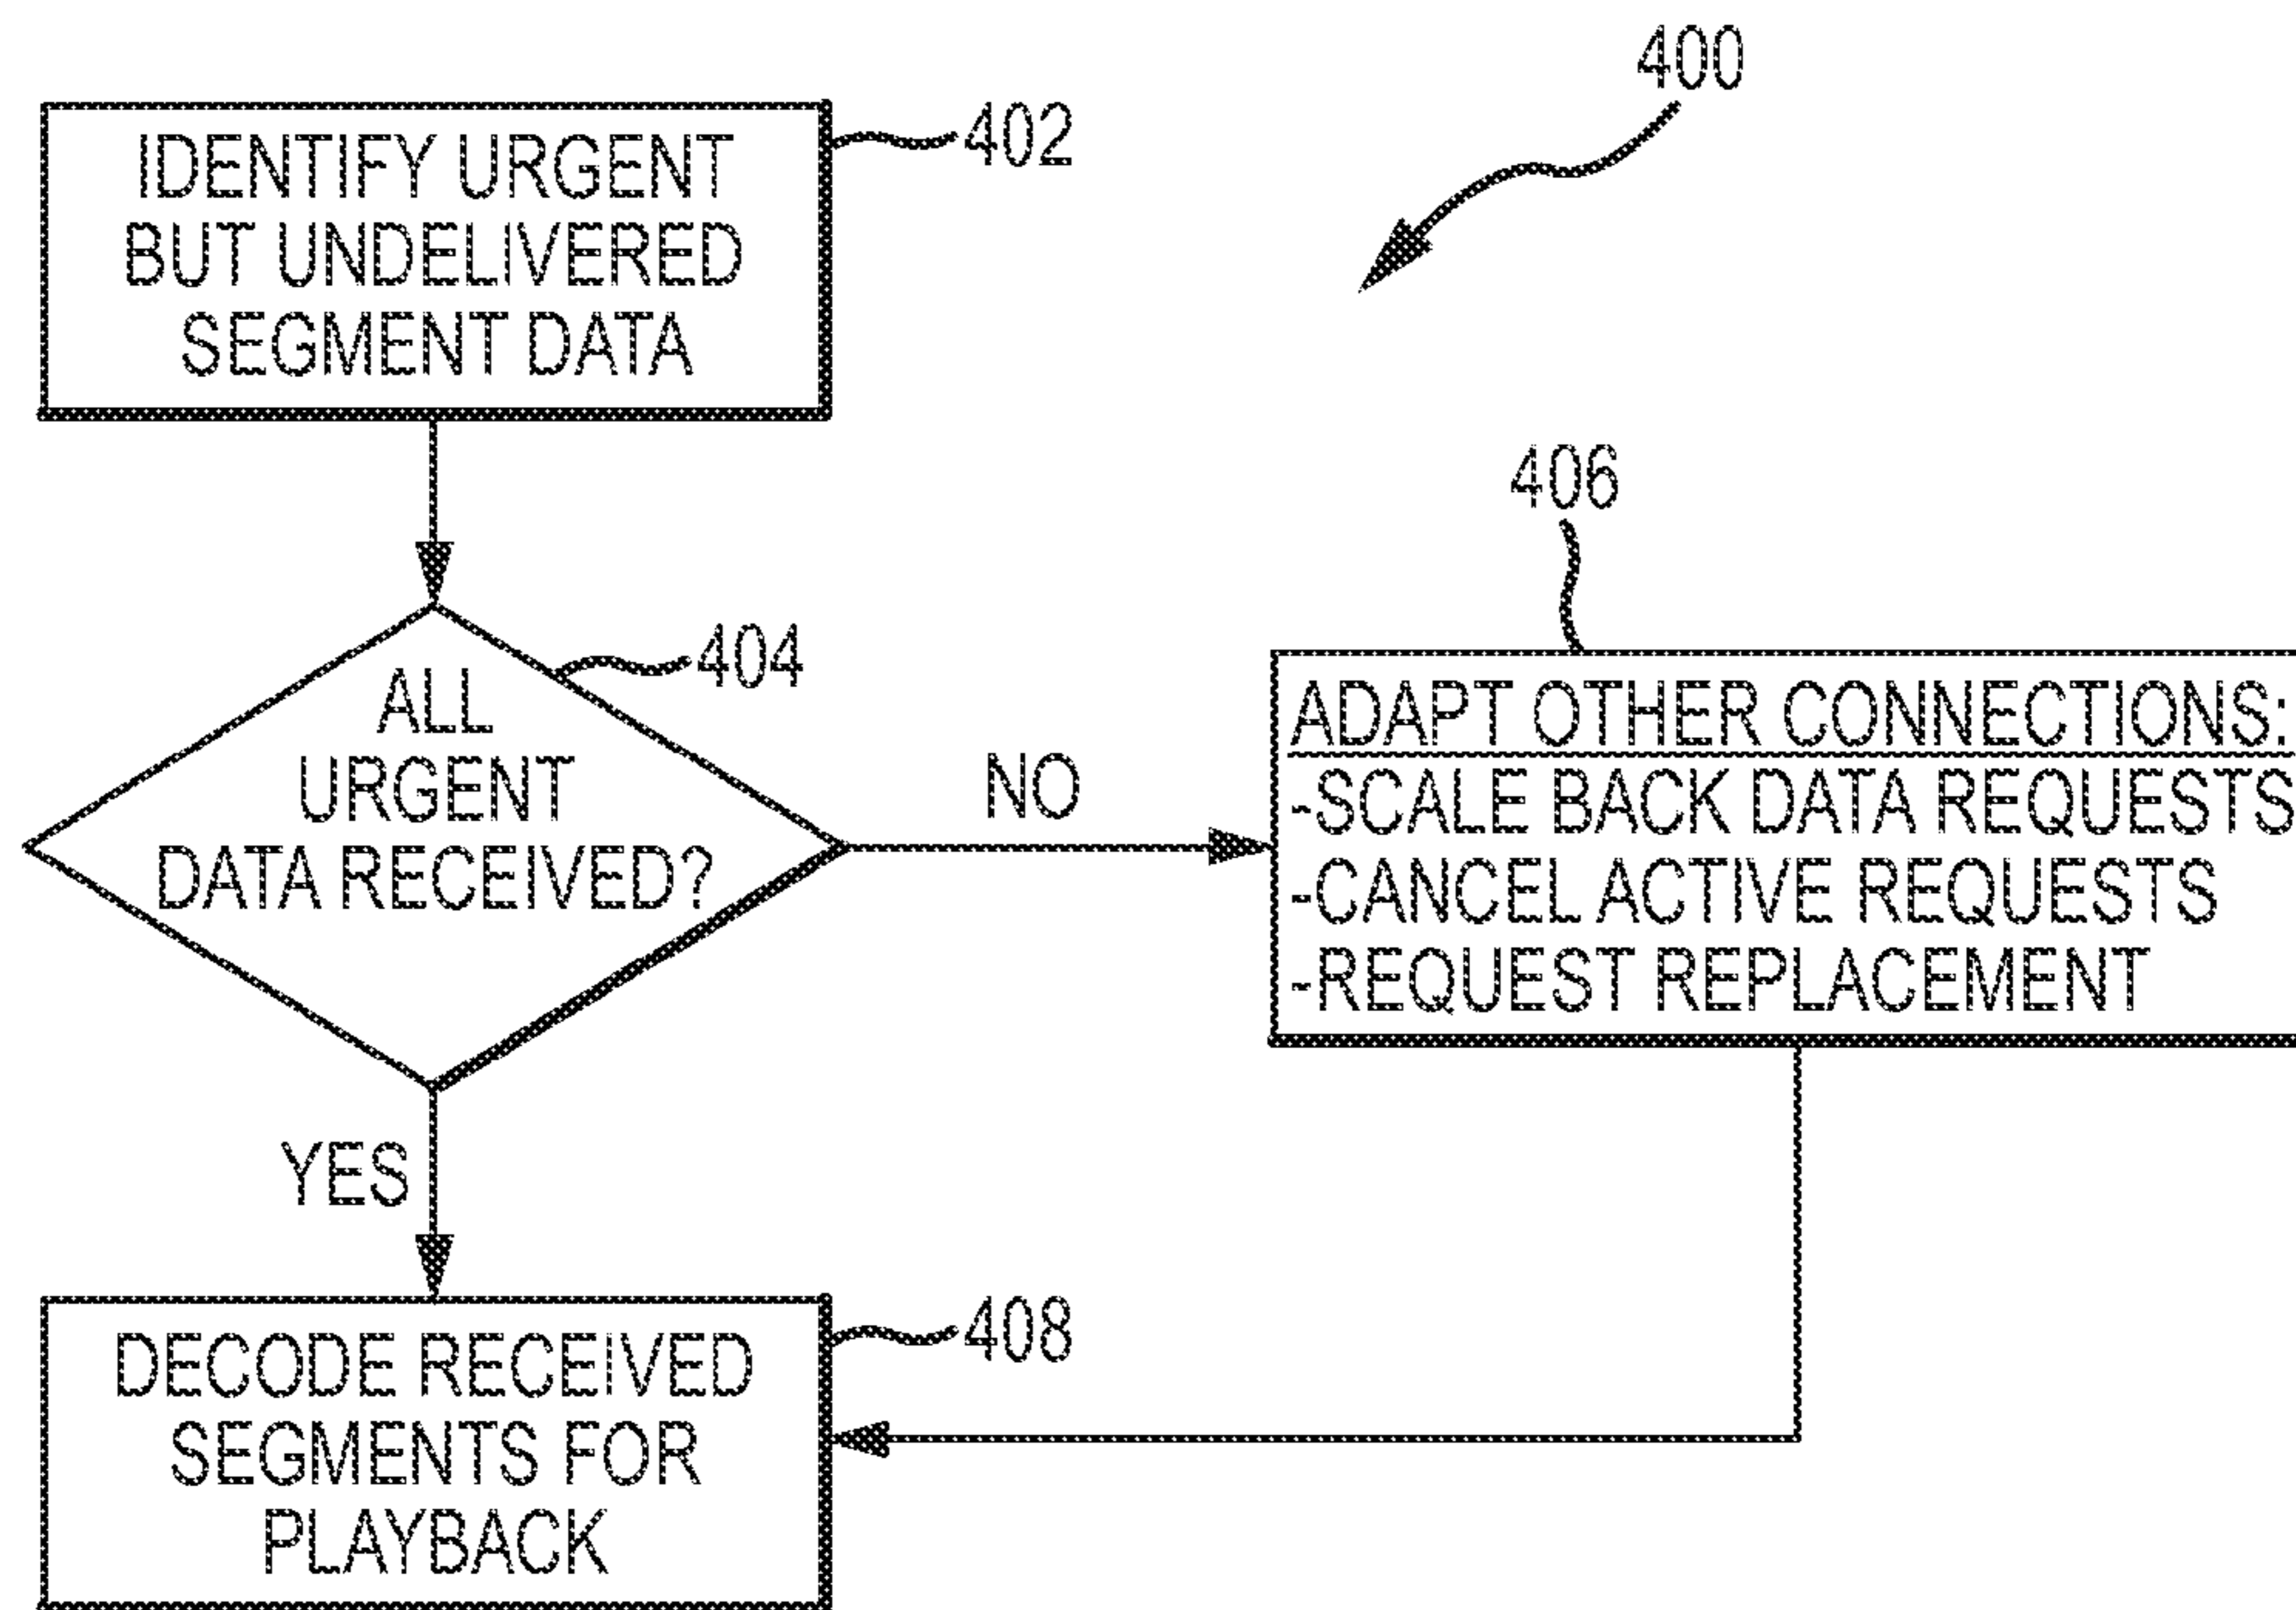 400
IDENTIFY URGENT
BUT UNDELIVERED
SEGMENT DATA
402
ALL
URGENT
DATA RECEIVED?
404
NO
406
ADAPT OTHER CONNECTIONS:
-SCALE BACK DATA REQUESTS
-CANCEL ACTIVE REQUESTS
-REQUEST REPLACEMENT
YES
DECODE RECEIVED
SEGMENTS FOR
PLAYBACK
408